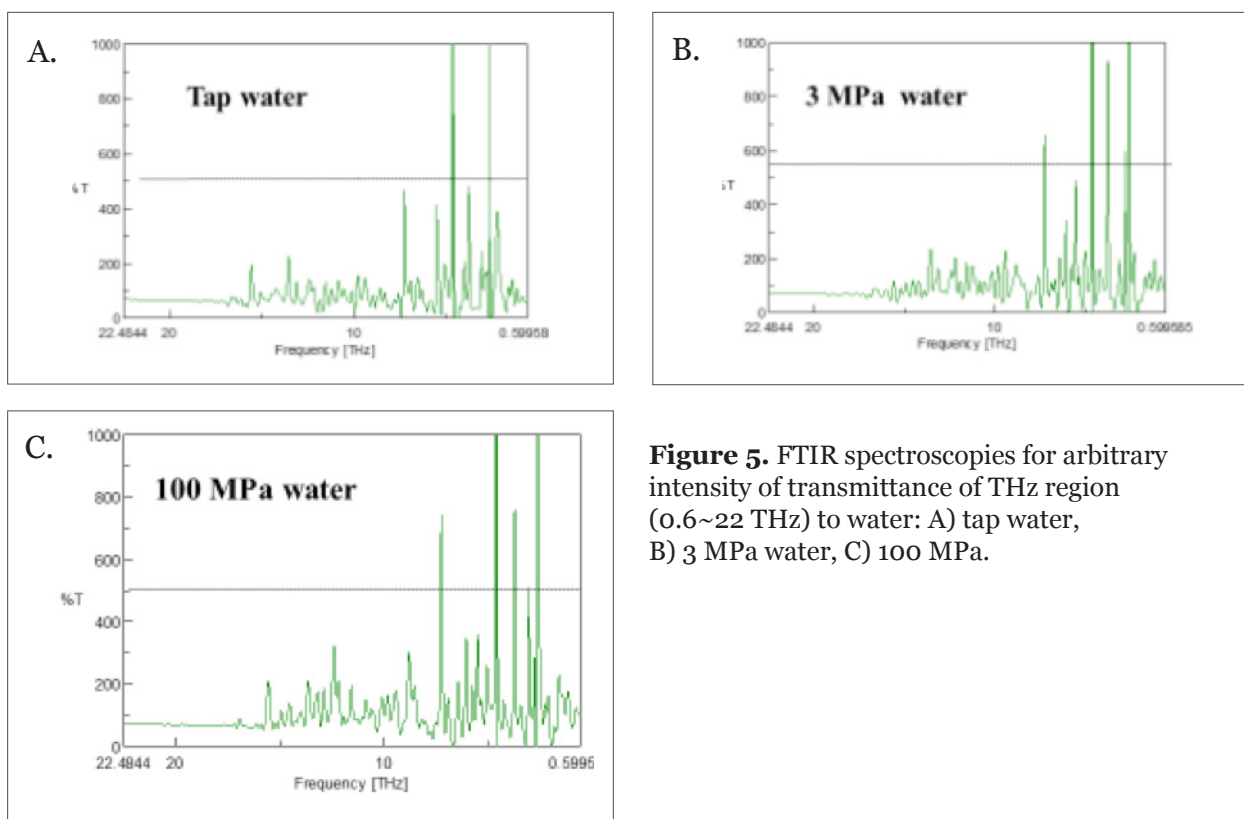 A.
Tap water
1000
800
600
%T
400
200
0
22.4844 20 10 0.59958
Frequency [THz]
B.
3 MPa water
1000
800
600
%T
400
200
0
22.4844 20 10 0.599585
Frequency [THz]
C.
100 MPa water
1000
800
600
%T
400
200
0
22.4844 20 10 0.5995
Frequency [THz]
Figure 5. FTIR spectroscopies for arbitrary
intensity of transmittance of THz region
(0.6~22 THz) to water: A) tap water,
B) 3 MPa water, C) 100 MPa.